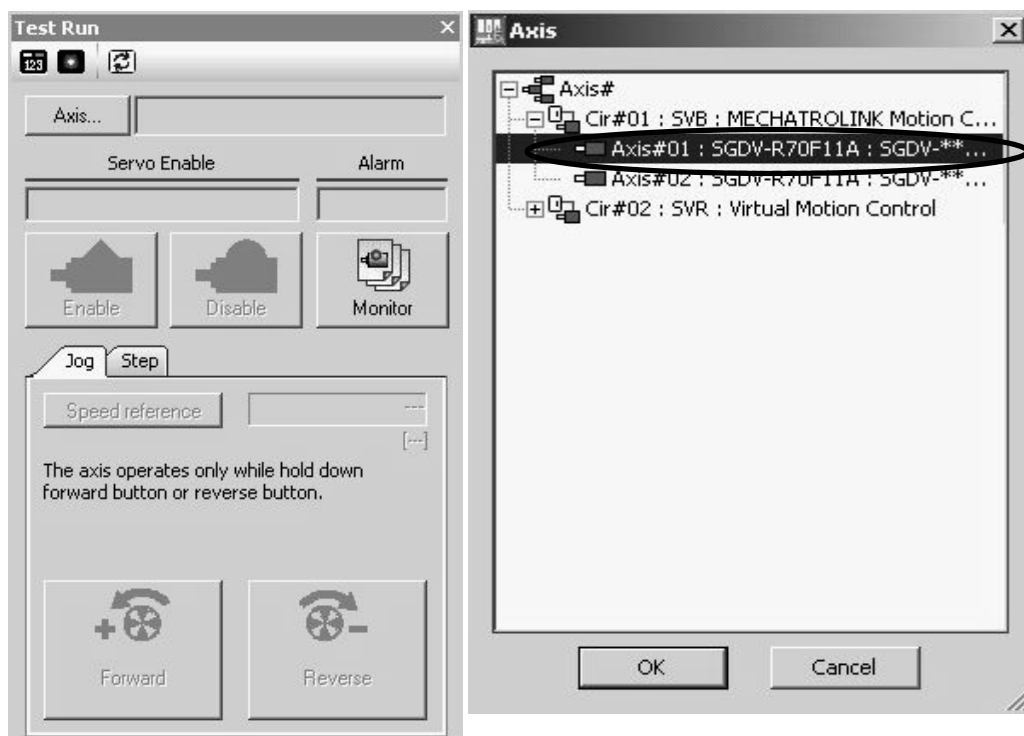 Test Run
123
Axis...
Servo Enable
Alarm
Enable
Disable
Monitor
Jog
Step
Speed reference
---
[---]
The axis operates only while hold down
forward button or reverse button.
+
Forward
-
Reverse
Axis
Axis#
Cir#01 : SVB : MECHATROLINK Motion C...
Axis#01 : SGDV-R70F11A : SGDV-**...
Axis#02 : SGDV-R70F11A : SGDV-**...
Cir#02 : SVR : Virtual Motion Control
OK
Cancel